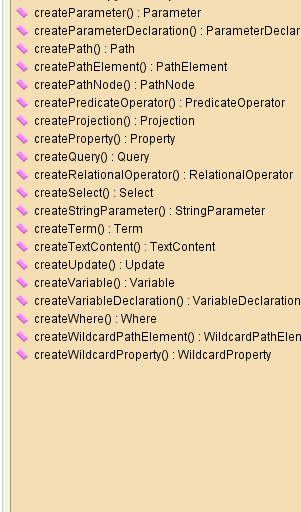 createParameter() : Parameter
createParameterDeclaration() : ParameterDeclar
createPath() : Path
createPathElement() : PathElement
createPathNode() : PathNode
createPredicateOperator() : PredicateOperator
createProjection() : Projection
createProperty() : Property
createQuery() : Query
createRelationalOperator() : RelationalOperator
createSelect() : Select
createStringParameter() : StringParameter
createTerm() : Term
createTextContent() : TextContent
createUpdate() : Update
createVariable() : Variable
createVariableDeclaration() : VariableDeclaration
createWhere() : Where
createWildcardPathElement() : WildcardPathElen
createWildcardProperty() : WildcardProperty